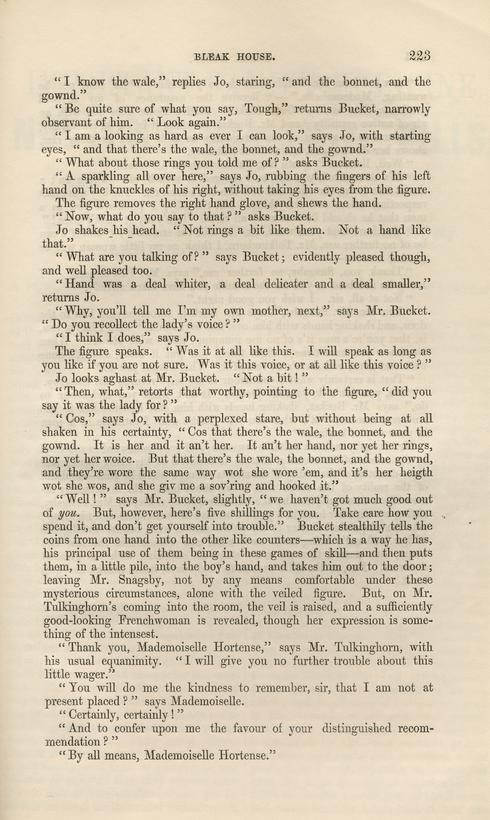 BLEAK HOUSE. 223
“I know the wale,” replies Jo, staring, “and the bonnet, and the
gownd.”
“Be quite sure of what you say, Tough,” returns Bucket, narrowly
observant of him. “Look again.”
“I am a looking as hard as ever I can look,” says Jo, with starting
eyes, “and that there’s the wale, the bonnet, and the gownd.”
“What about those rings you told me of?” asks Bucket.
“A sparkling all over here,” says Jo, rubbing the fingers of his left
hand on the knuckles of his right, without taking his eyes from the figure.
The figure removes the right hand glove, and shews the hand.
“Now, what do you say to that?” asks Bucket.
Jo shakes his head. “Not rings a bit like them. Not a hand like
that.”
“What are you talking of?” says Bucket; evidently pleased though,
and well pleased too.
“Hand was a deal whiter, a deal delicater and a deal smaller,”
returns Jo.
“Why, you’ll tell me I’m my own mother, next,” says Mr. Bucket.
“Do you recollect the lady’s voice?”
“I think I does,” says Jo.
The figure speaks. “Was it at all like this. I will speak as long as
you like if you are not sure. Was it this voice, or at all like this voice?”
Jo looks aghast at Mr. Bucket. “Not a bit!”
“Then, what,” retorts that worthy, pointing to the figure, “did you
say it was the lady for?”
“Cos,” says Jo, with a perplexed stare, but without being at all
shaken in his certainty, “Cos that there’s the wale, the bonnet, and the
gownd. It is her and it an’t her. It an’t her hand, nor yet her rings,
nor yet her woice. But that there’s the wale, the bonnet, and the gownd,
and they’re wore the same way wot she wore ’em, and it’s her heigth
wot she wos, and she giv me a sov’ring and hooked it.”
“Well!” says Mr. Bucket, slightly, “we haven’t got much good out
of you. But, however, here’s five shillings for you. Take care how you
spend it, and don’t get yourself into trouble.” Bucket stealthily tells the
coins from one hand into the other like counters—which is a way he has,
his principal use of them being in these games of skill—and then puts
them, in a little pile, into the boy’s hand, and takes him out to the door;
leaving Mr. Snagsby, not by any means comfortable under these
mysterious circumstances, alone with the veiled figure. But, on Mr.
Tulkinghorn’s coming into the room, the veil is raised, and a sufficiently
good-looking Frenchwoman is revealed, though her expression is some-
thing of the intensest.
“Thank you, Mademoiselle Hortense,” says Mr. Tulkinghorn, with
his usual equanimity. “I will give you no further trouble about this
little wager.”
“You will do me the kindness to remember, sir, that I am not at
present placed?” says Mademoiselle.
“Certainly, certainly!”
“And to confer upon me the favour of your distinguished recom-
mendation?”
“By all means, Mademoiselle Hortense.”